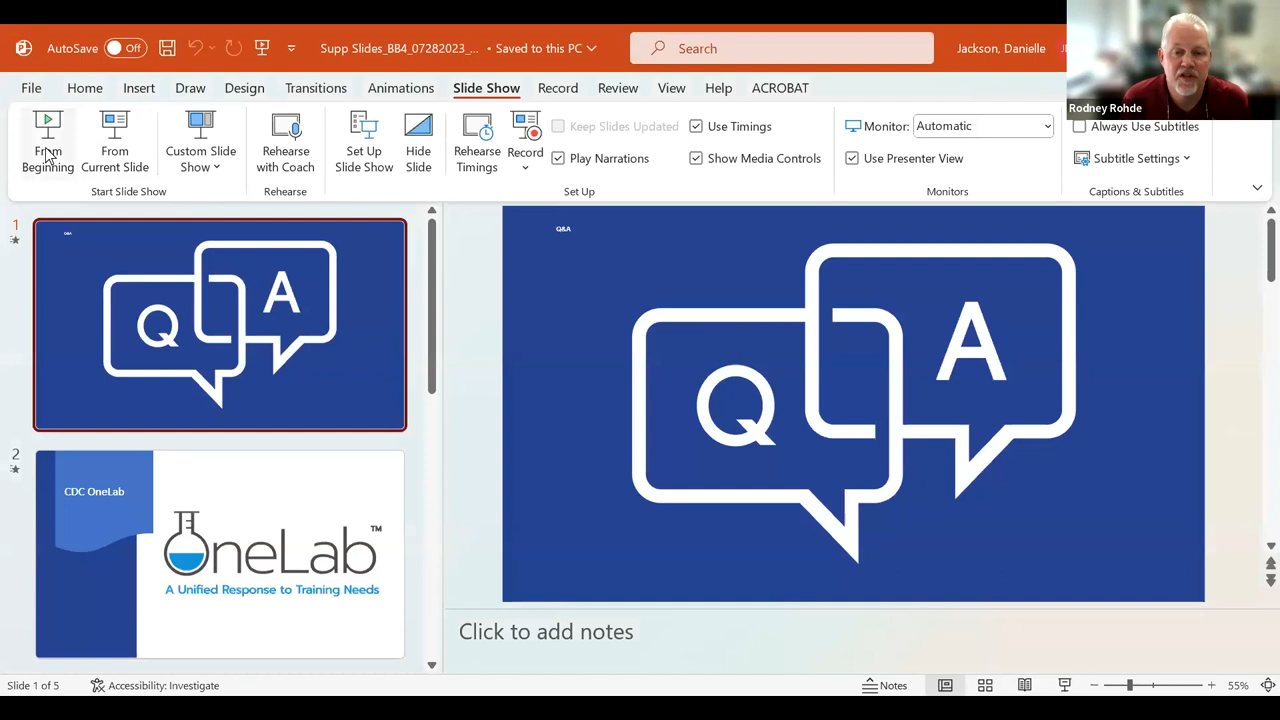 AutoSave Off Supp Slides_BB4_07282023_... • Saved to this PC Search Jackson, Danielle
Rodney Rohde
File Home Insert Draw Design Transitions Animations Slide Show Record Review View Help ACROBAT
From Beginning
From Current Slide
Custom Slide Show
Start Slide Show
Rehearse with Coach
Rehearse
Set Up Slide Show
Hide Slide
Rehearse Timings
Record
Keep Slides Updated
Play Narrations
Use Timings
Show Media Controls
Set Up
Monitor: Automatic
Use Presenter View
Monitors
Always Use Subtitles
Subtitle Settings
Captions & Subtitles
1
Q&A
Q A
2
CDC OneLab
OneLab™
A Unified Response to Training Needs
Q&A
Q A
Click to add notes
Slide 1 of 5 Accessibility: Investigate Notes 55%